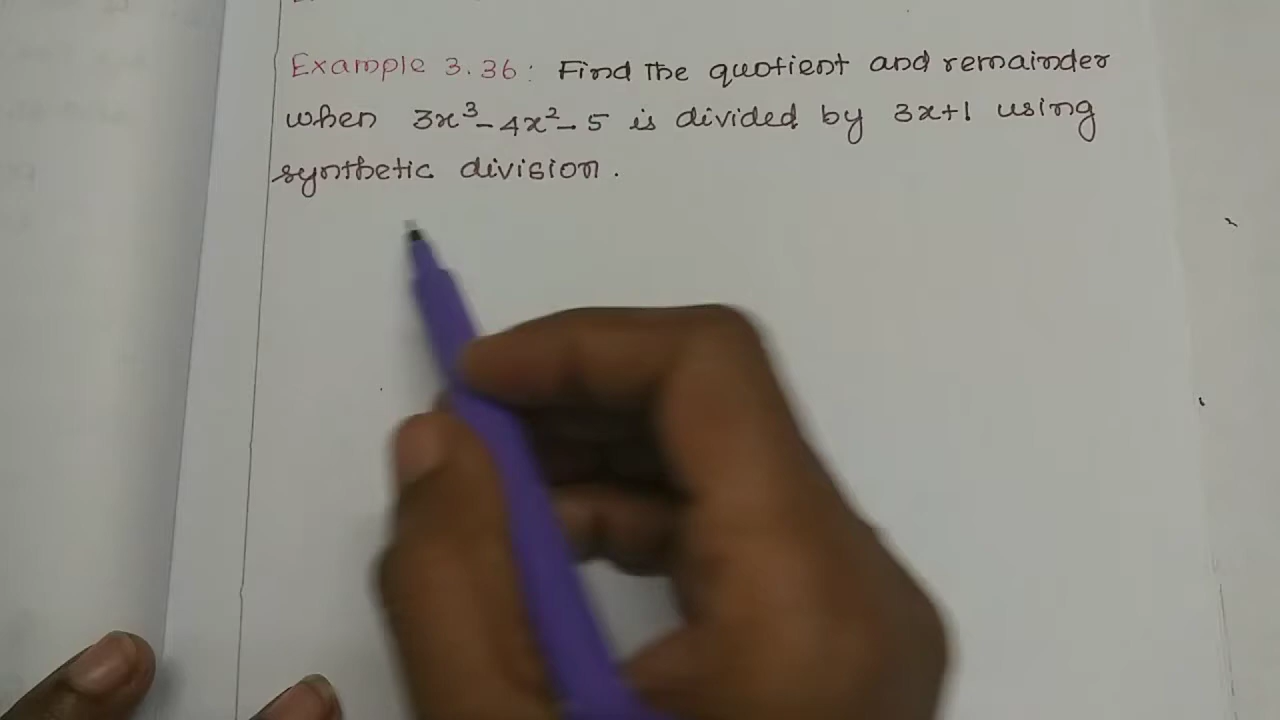 Example 3.36: Find the quotient and remainder
when 3x³-4x²-5 is divided by 3x+1 using
synthetic division.